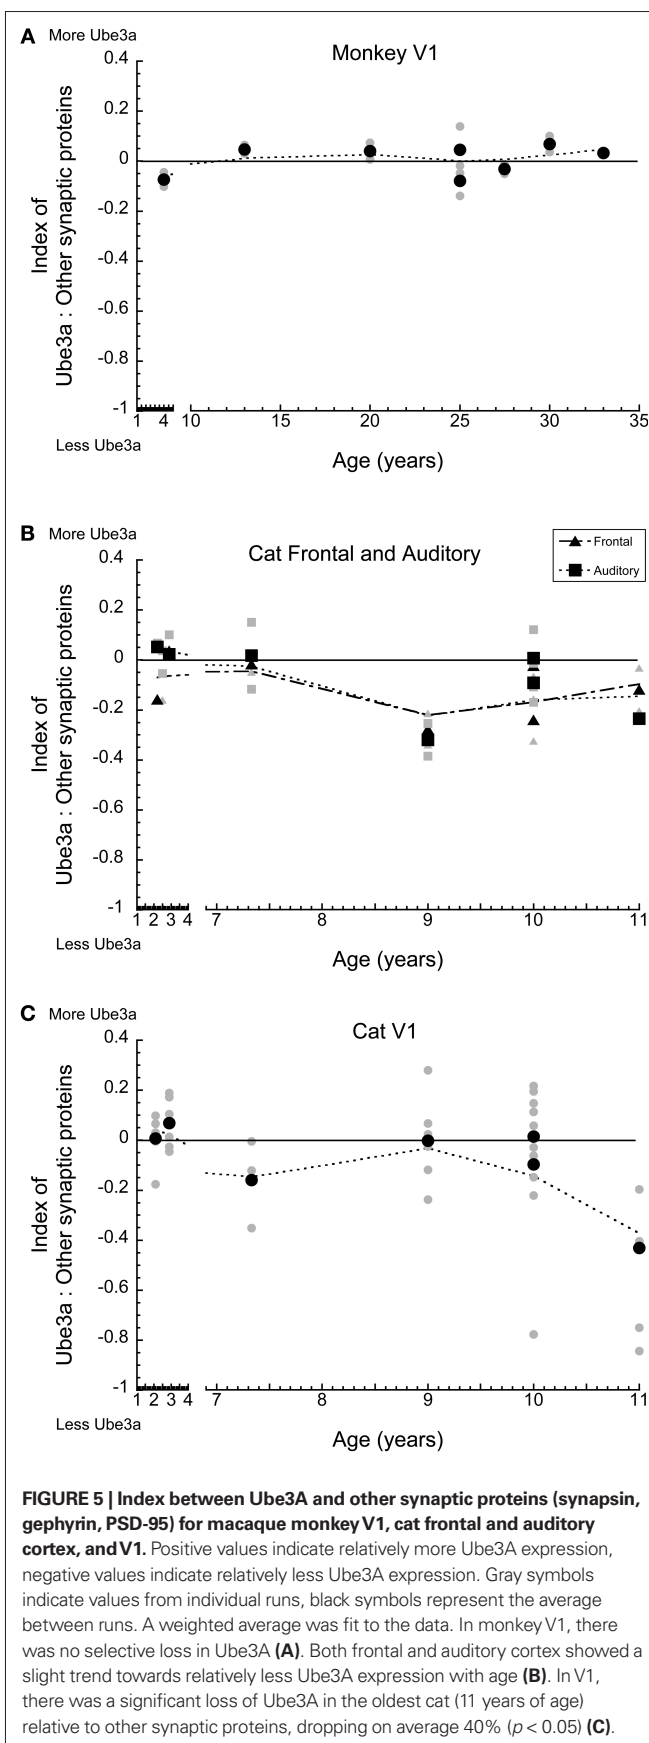 A More Ube3a
Monkey V1
0.4
0.2
0
-0.2
-0.4
-0.6
-0.8
-1
Index of
Ube3a : Other synaptic proteins
1 4 10 15 20 25 30 35
Less Ube3a
Age (years)
B More Ube3a
Cat Frontal and Auditory
Frontal
Auditory
0.4
0.2
0
-0.2
-0.4
-0.6
-0.8
-1
Index of
Ube3a : Other synaptic proteins
1 2 3 4 7 8 9 10 11
Less Ube3a
Age (years)
C More Ube3a
Cat V1
0.4
0.2
0
-0.2
-0.4
-0.6
-0.8
-1
Index of
Ube3a : Other synaptic proteins
1 2 3 4 7 8 9 10 11
Less Ube3a
Age (years)
FIGURE 5 | Index between Ube3A and other synaptic proteins (synapsin,
gephyrin, PSD-95) for macaque monkey V1, cat frontal and auditory
cortex, and V1. Positive values indicate relatively more Ube3A expression,
negative values indicate relatively less Ube3A expression. Gray symbols
indicate values from individual runs, black symbols represent the average
between runs. A weighted average was fit to the data. In monkey V1, there
was no selective loss in Ube3A (A). Both frontal and auditory cortex showed a
slight trend towards relatively less Ube3A expression with age (B). In V1,
there was a significant loss of Ube3A in the oldest cat (11 years of age)
relative to other synaptic proteins, dropping on average 40% (p < 0.05) (C).